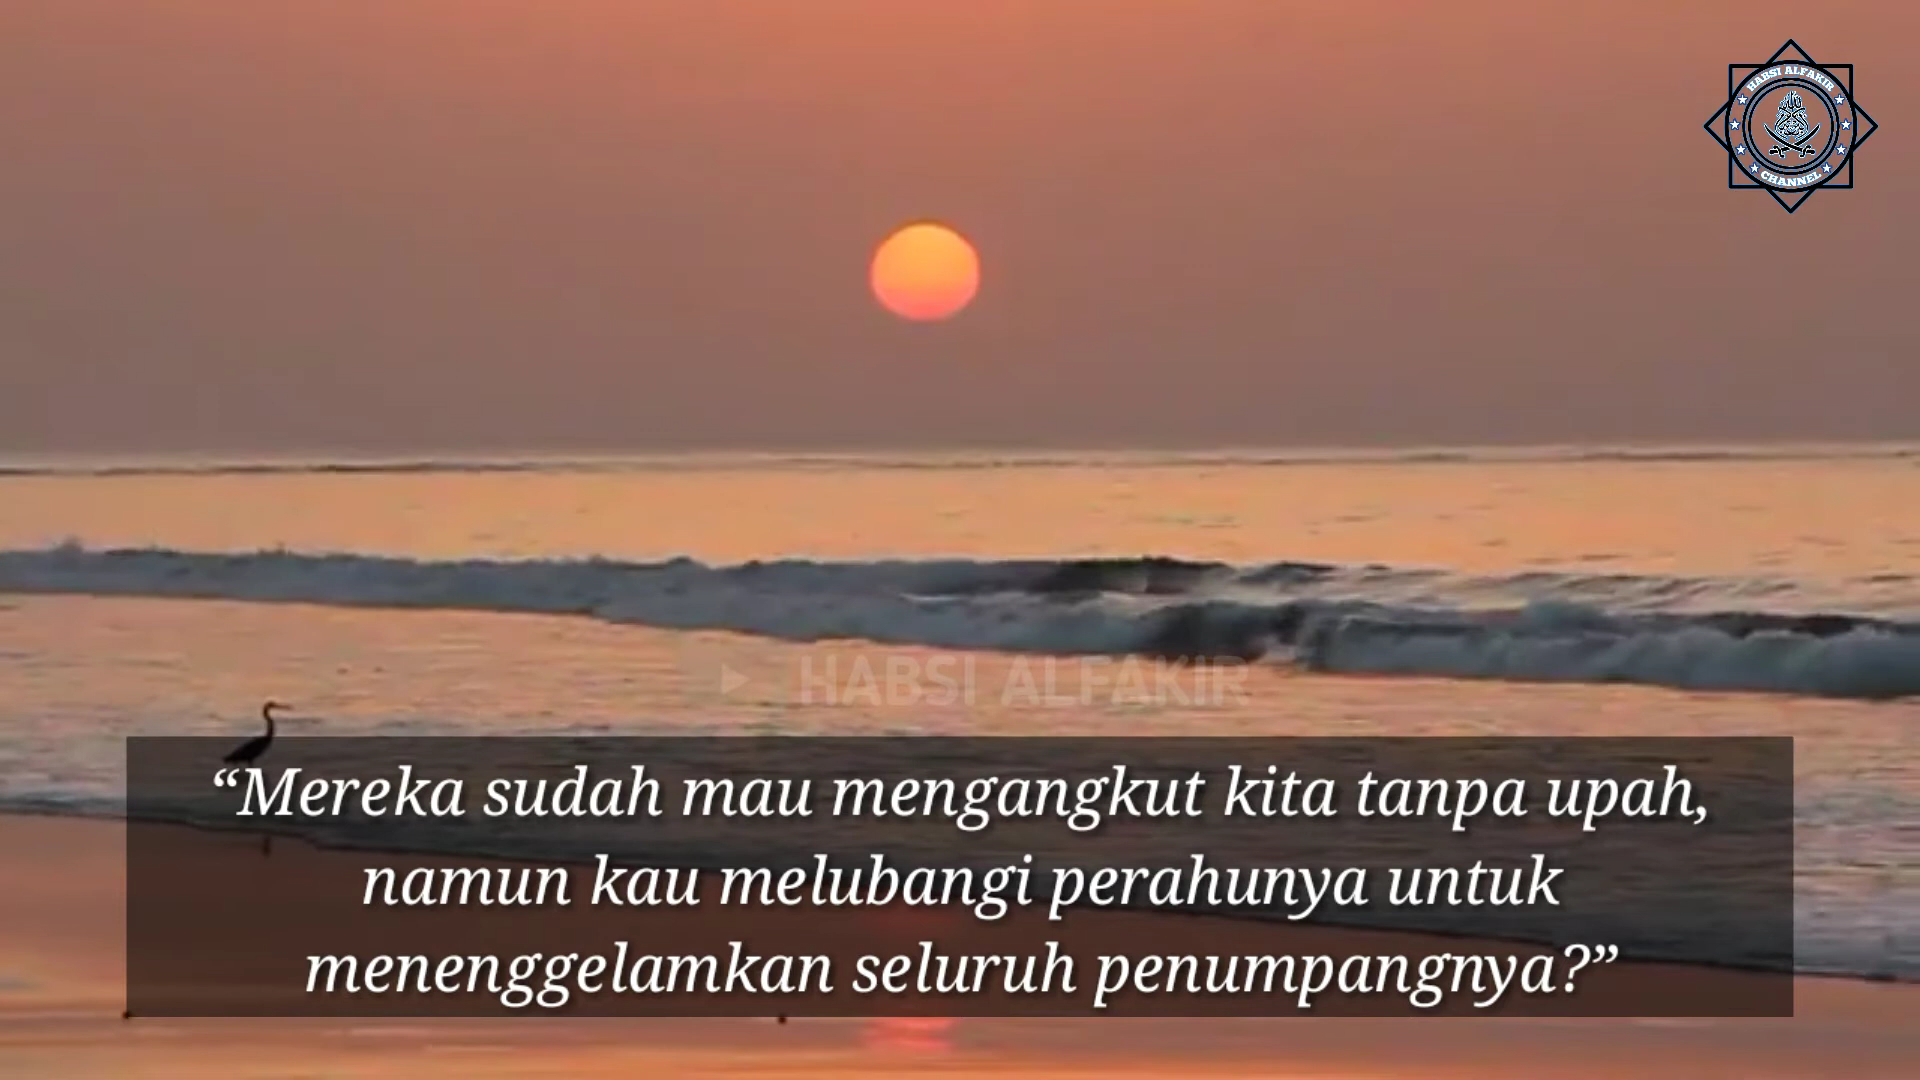 HABSI ALFAKIR
CHANNEL
HABSI ALFAKIR
“Mereka sudah mau mengangkut kita tanpa upah,
namun kau melubangi perahunya untuk
menenggelamkan seluruh penumpangnya?”